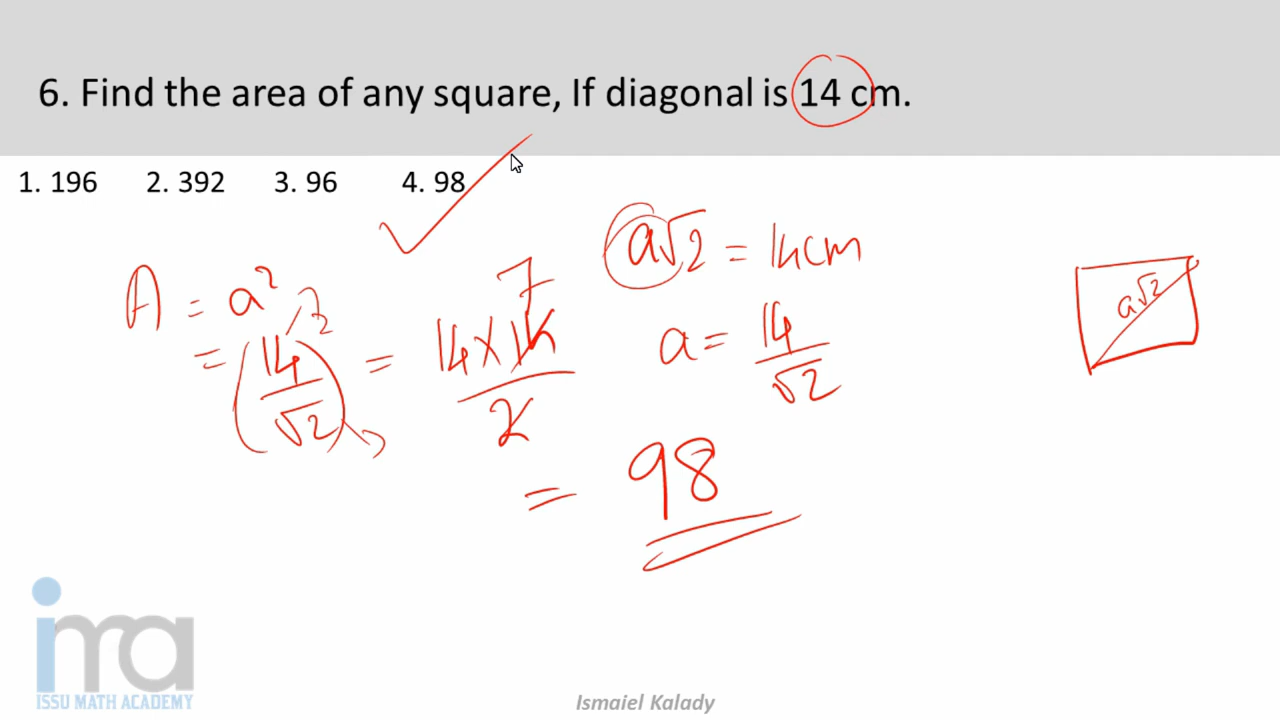 6. Find the area of any square, If diagonal is 14 cm.
1. 196 2. 392 3. 96 4. 98
a√2 = 14cm
A = a²
= (14/√2)² = 14 × 14/2
7
a = 14/√2
a√2
= 98
ima
ISSU MATH ACADEMY
Ismaiel Kalady